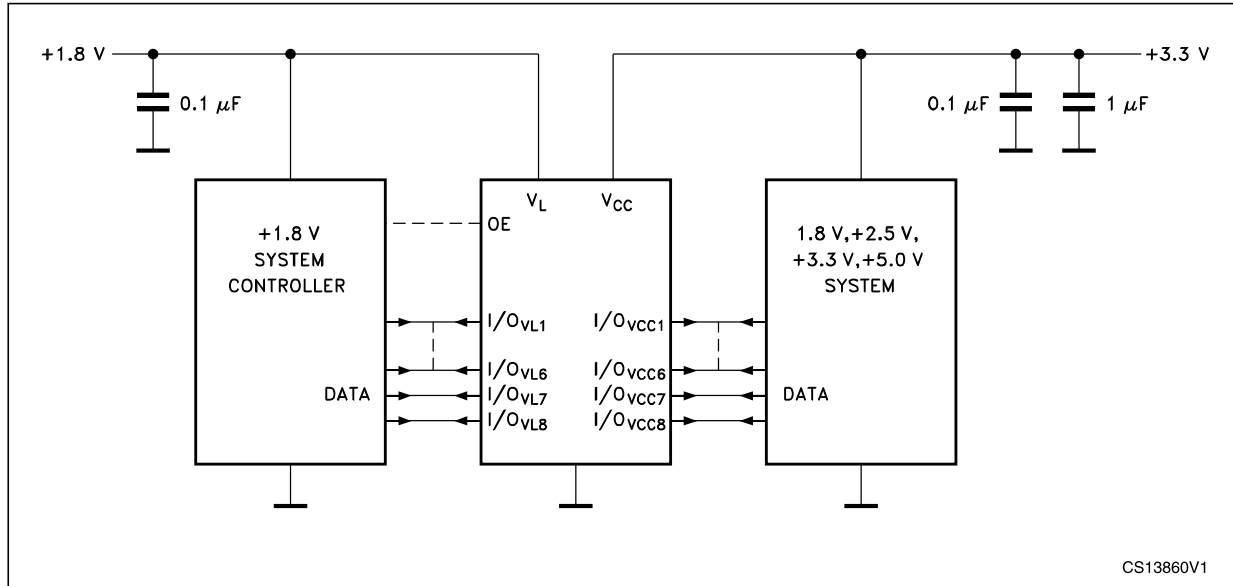 +1.8 V
+3.3 V
0.1 μF
0.1 μF
1 μF
V_L
V_CC
OE
+1.8 V
SYSTEM
CONTROLLER
1.8 V,+2.5 V,
+3.3 V,+5.0 V
SYSTEM
I/O_VL1
I/O_VCC1
I/O_VL6
I/O_VCC6
DATA
I/O_VL7
I/O_VCC7
DATA
I/O_VL8
I/O_VCC8
CS13860V1